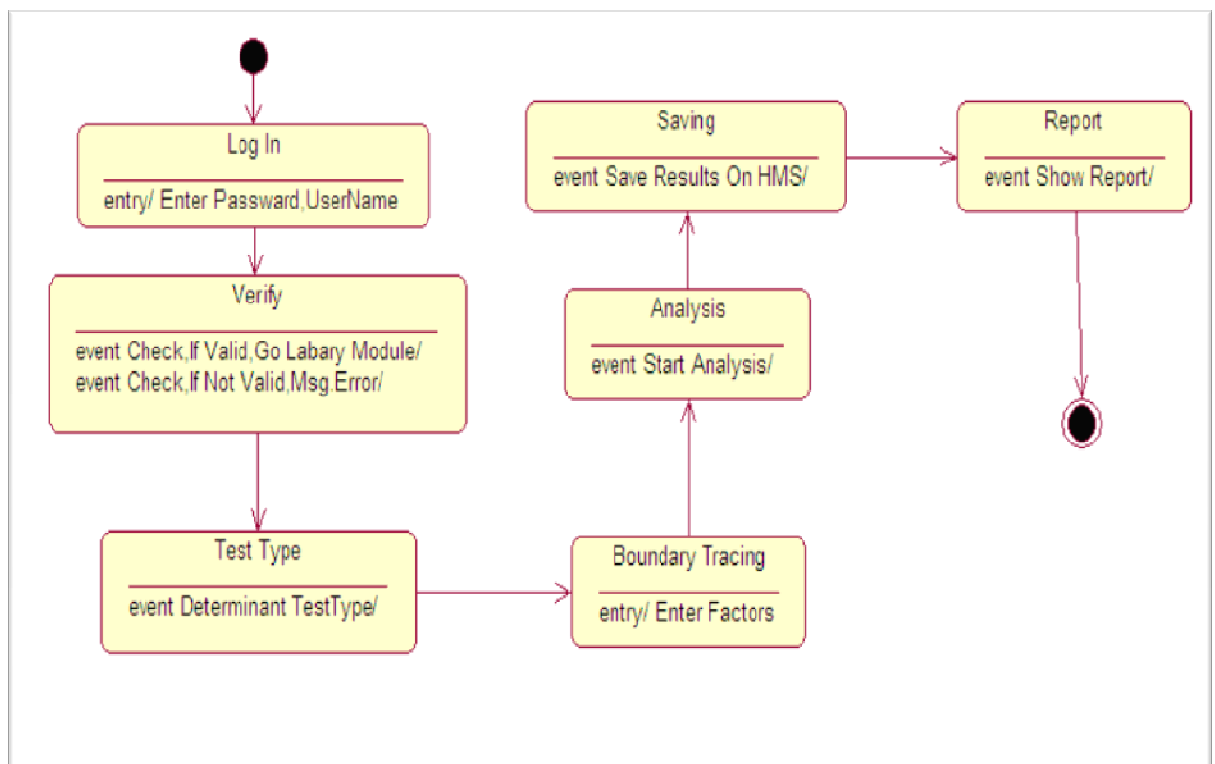 Log In
entry/ Enter Passward,UserName
Verify
event Check,If Valid,Go Labary Module/
event Check,If Not Valid,Msg.Error/
Test Type
event Determinant TestType/
Boundary Tracing
entry/ Enter Factors
Analysis
event Start Analysis/
Saving
event Save Results On HMS/
Report
event Show Report/